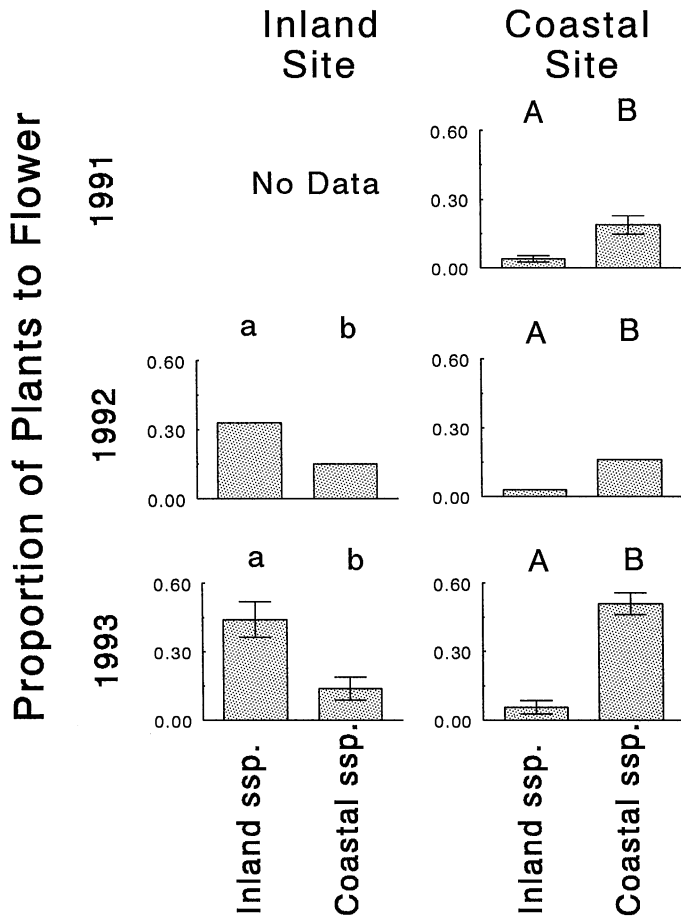 Inland Site
Coastal Site
Proportion of Plants to Flower
1991
No Data
A B
0.60
0.30
0.00
1992
a b
0.60
0.30
0.00
A B
0.60
0.30
0.00
1993
a b
0.60
0.30
0.00
A B
0.60
0.30
0.00
Inland ssp.
Coastal ssp.
Inland ssp.
Coastal ssp.